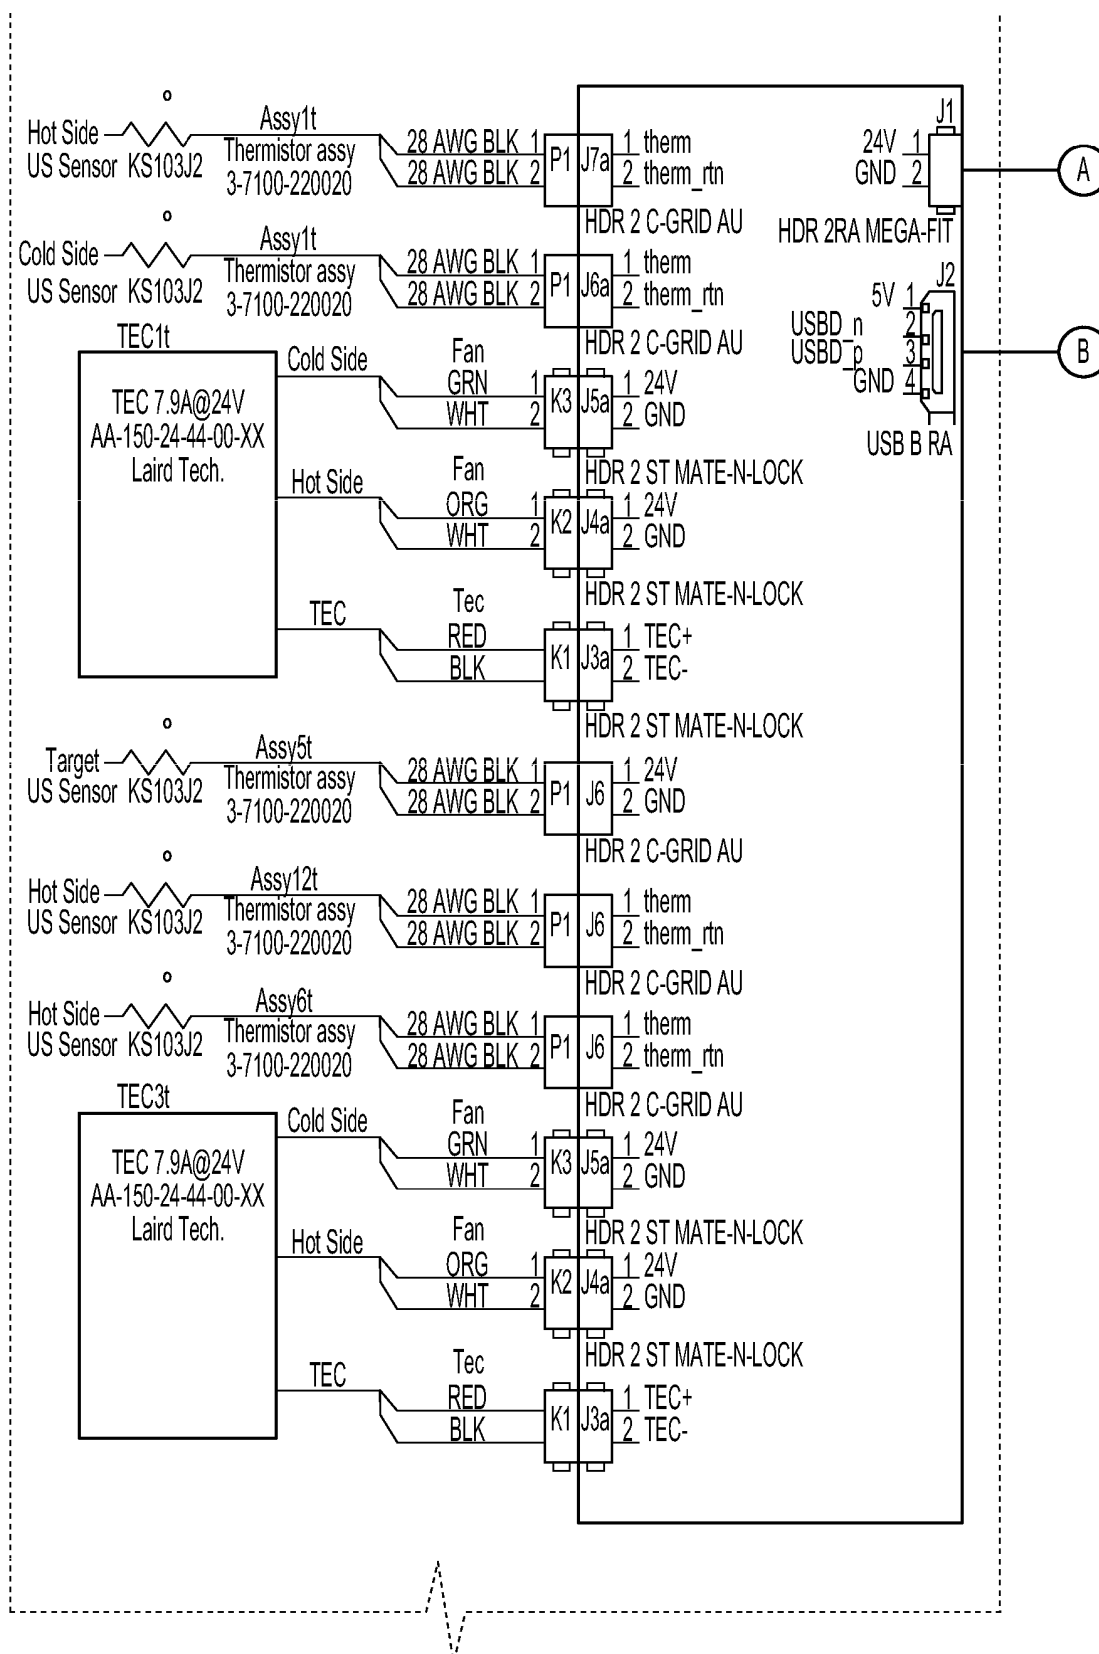 Hot Side
US Sensor KS103J2
Assy1t
Thermistor assy
3-7100-220020
28 AWG BLK 1
28 AWG BLK 2
P1
J7a
1 therm
2 therm_rtn
HDR 2 C-GRID AU
J1
24V 1
GND 2
HDR 2RA MEGA-FIT
A
Cold Side
US Sensor KS103J2
Assy1t
Thermistor assy
3-7100-220020
28 AWG BLK 1
28 AWG BLK 2
P1
J6a
1 therm
2 therm_rtn
HDR 2 C-GRID AU
J2
5V 1
USBD_n 2
USBD_p 3
GND 4
USB B RA
B
TEC1t
TEC 7.9A@24V
AA-150-24-44-00-XX
Laird Tech.
Cold Side
Fan
GRN 1
WHT 2
K3
J5a
1 24V
2 GND
HDR 2 ST MATE-N-LOCK
Hot Side
Fan
ORG 1
WHT 2
K2
J4a
1 24V
2 GND
HDR 2 ST MATE-N-LOCK
TEC
Tec
RED
BLK
K1
J3a
1 TEC+
2 TEC-
HDR 2 ST MATE-N-LOCK
Target
US Sensor KS103J2
Assy5t
Thermistor assy
3-7100-220020
28 AWG BLK 1
28 AWG BLK 2
P1
J6
1 24V
2 GND
HDR 2 C-GRID AU
Hot Side
US Sensor KS103J2
Assy12t
Thermistor assy
3-7100-220020
28 AWG BLK 1
28 AWG BLK 2
P1
J6
1 therm
2 therm_rtn
HDR 2 C-GRID AU
Hot Side
US Sensor KS103J2
Assy6t
Thermistor assy
3-7100-220020
28 AWG BLK 1
28 AWG BLK 2
P1
J6
1 therm
2 therm_rtn
HDR 2 C-GRID AU
TEC3t
TEC 7.9A@24V
AA-150-24-44-00-XX
Laird Tech.
Cold Side
Fan
GRN 1
WHT 2
K3
J5a
1 24V
2 GND
HDR 2 ST MATE-N-LOCK
Hot Side
Fan
ORG 1
WHT 2
K2
J4a
1 24V
2 GND
HDR 2 ST MATE-N-LOCK
TEC
Tec
RED
BLK
K1
J3a
1 TEC+
2 TEC-